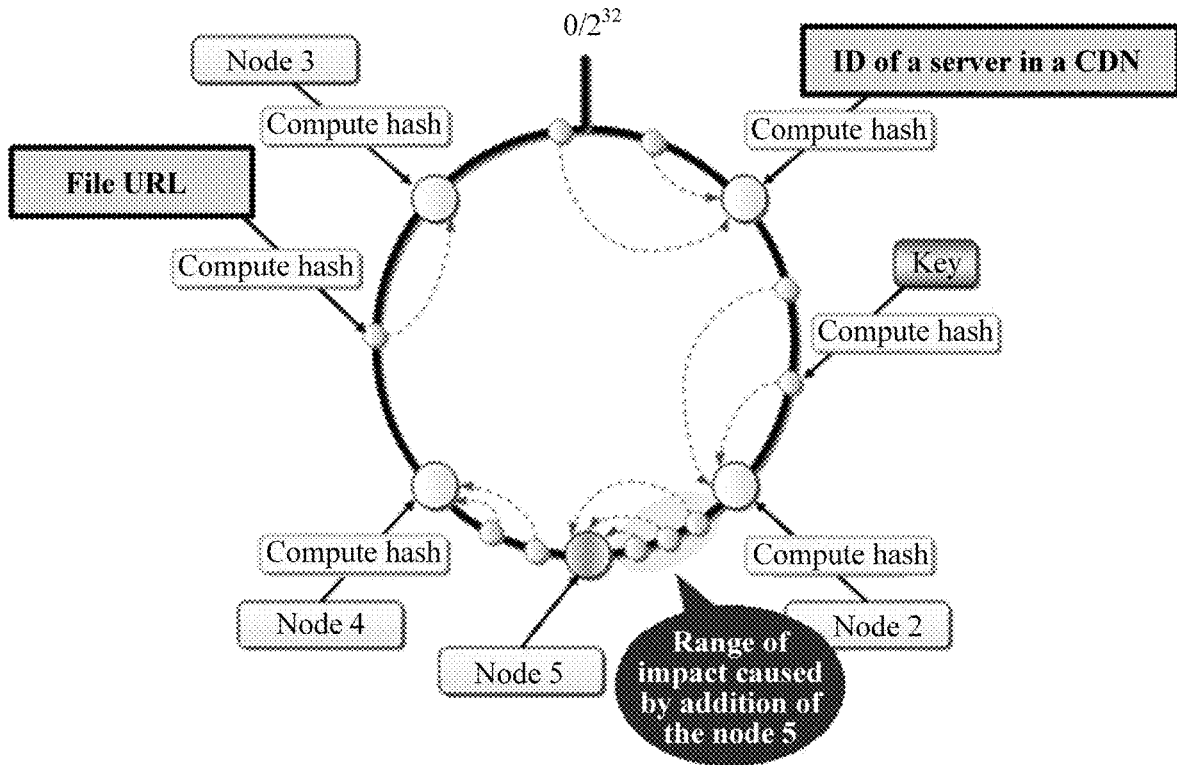 0/2^32
Node 3
ID of a server in a CDN
Compute hash
Compute hash
File URL
Compute hash
Key
Compute hash
Compute hash
Compute hash
Node 4
Node 2
Node 5
Range of
impact caused
by addition of
the node 5